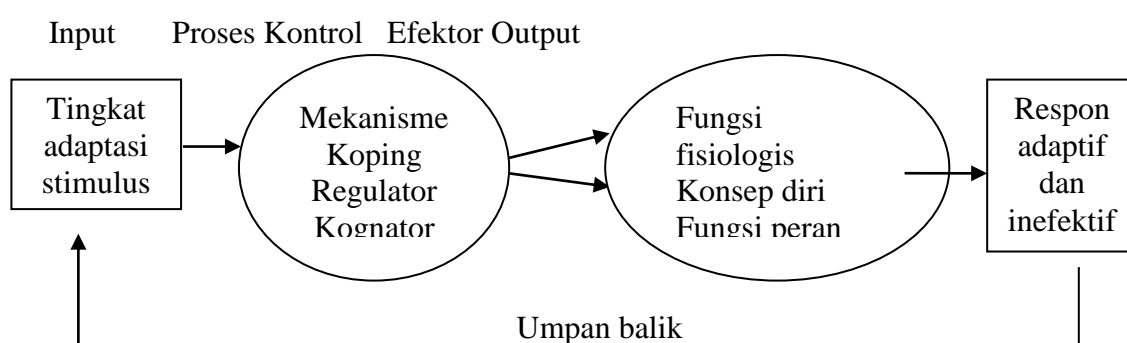 Input Proses Kontrol Efektor Output
Tingkat
adaptasi
stimulus
Mekanisme
Koping
Regulator
Kognator
Fungsi
fisiologis
Konsep diri
Fungsi peran
Respon
adaptif
dan
inefektif
Umpan balik